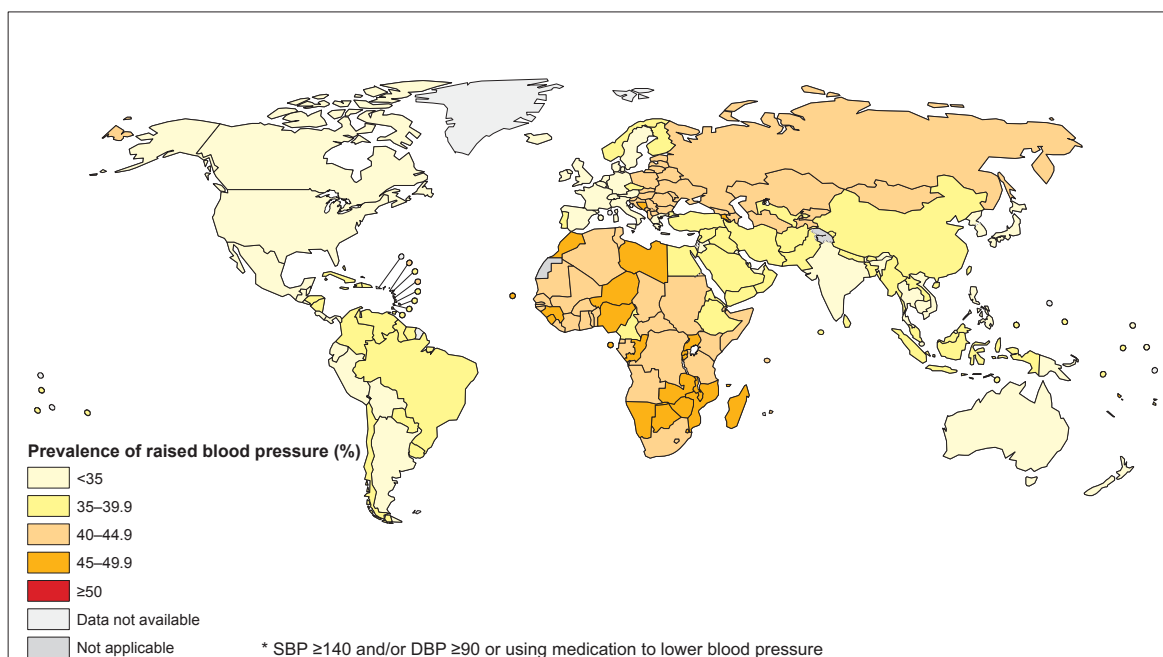 Prevalence of raised blood pressure (%)
<35
35–39.9
40–44.9
45–49.9
≥50
Data not available
Not applicable
* SBP ≥140 and/or DBP ≥90 or using medication to lower blood pressure